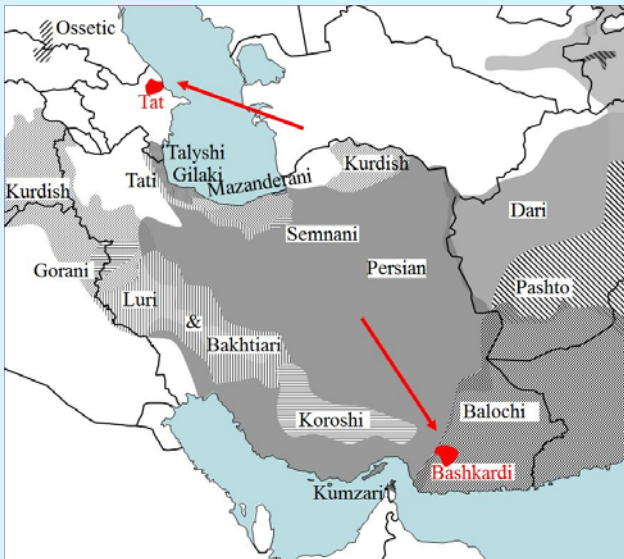 Ossetic
Tat
Talyshi
Tati
Gilaki
Mazanderani
Kurdish
Kurdish
Dari
Semnani
Gorani
Persian
Pashto
Luri
&
Bakhtiari
Koroshi
Balochi
Bashkardi
Kumzari